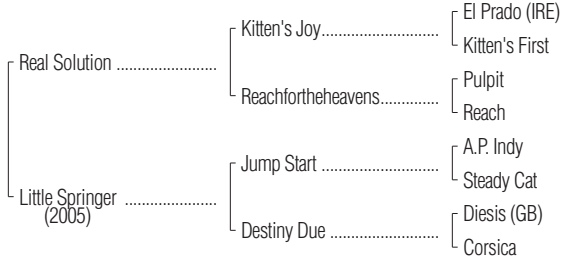 El Prado (IRE)
Kitten's Joy..............................
Kitten's First
Real Solution .........................
Pulpit
Reachfortheheavens..............
Reach
A.P. Indy
Jump Start ............................
Steady Cat
Little Springer .......................
(2005)
Diesis (GB)
Destiny Due ..........................
Corsica